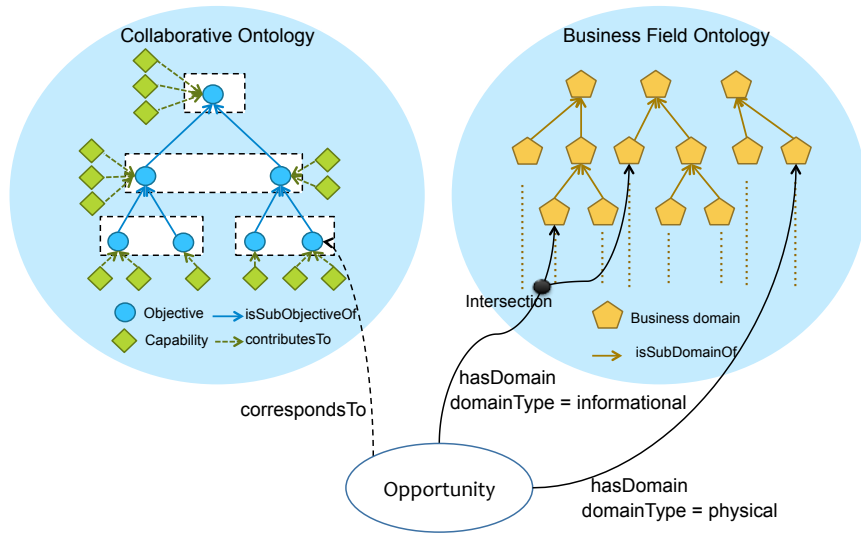 Collaborative Ontology
Business Field Ontology
Objective
isSubObjectiveOf
Capability
contributesTo
Intersection
Business domain
isSubDomainOf
hasDomain
domainType = informational
correspondsTo
Opportunity
hasDomain
domainType = physical